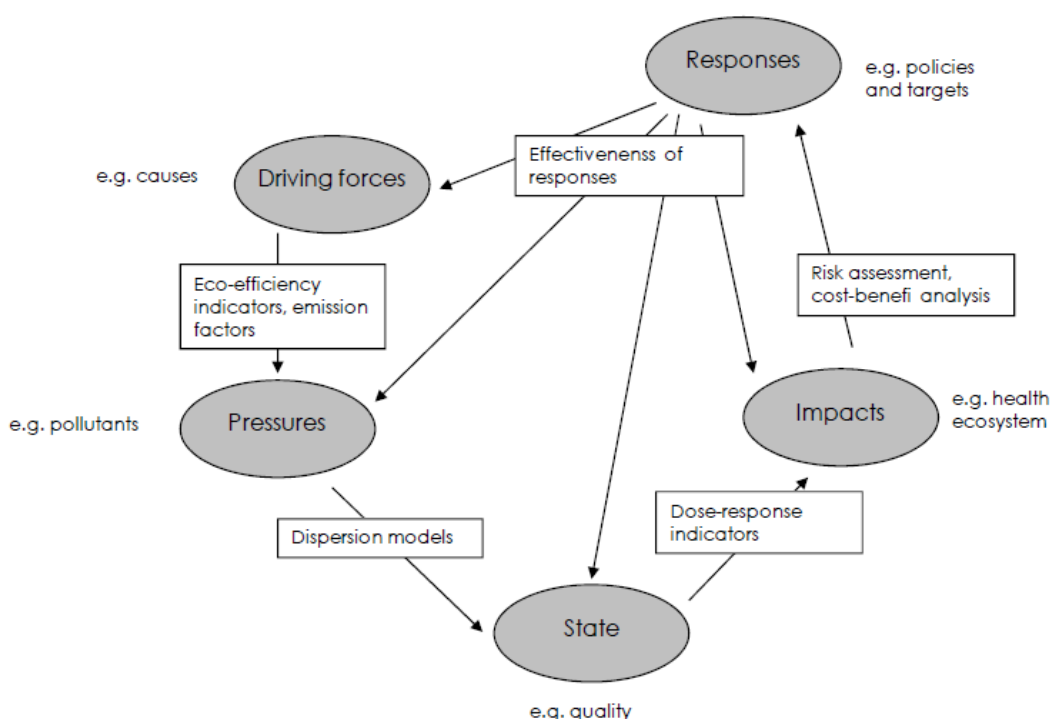 Responses
e.g. policies
and targets
Effectivenenss of
responses
Driving forces
e.g. causes
Eco-efficiency
indicators, emission
factors
Risk assessment,
cost-benefi analysis
Pressures
e.g. pollutants
Impacts
e.g. health
ecosystem
Dose-response
indicators
Dispersion models
State
e.g. quality